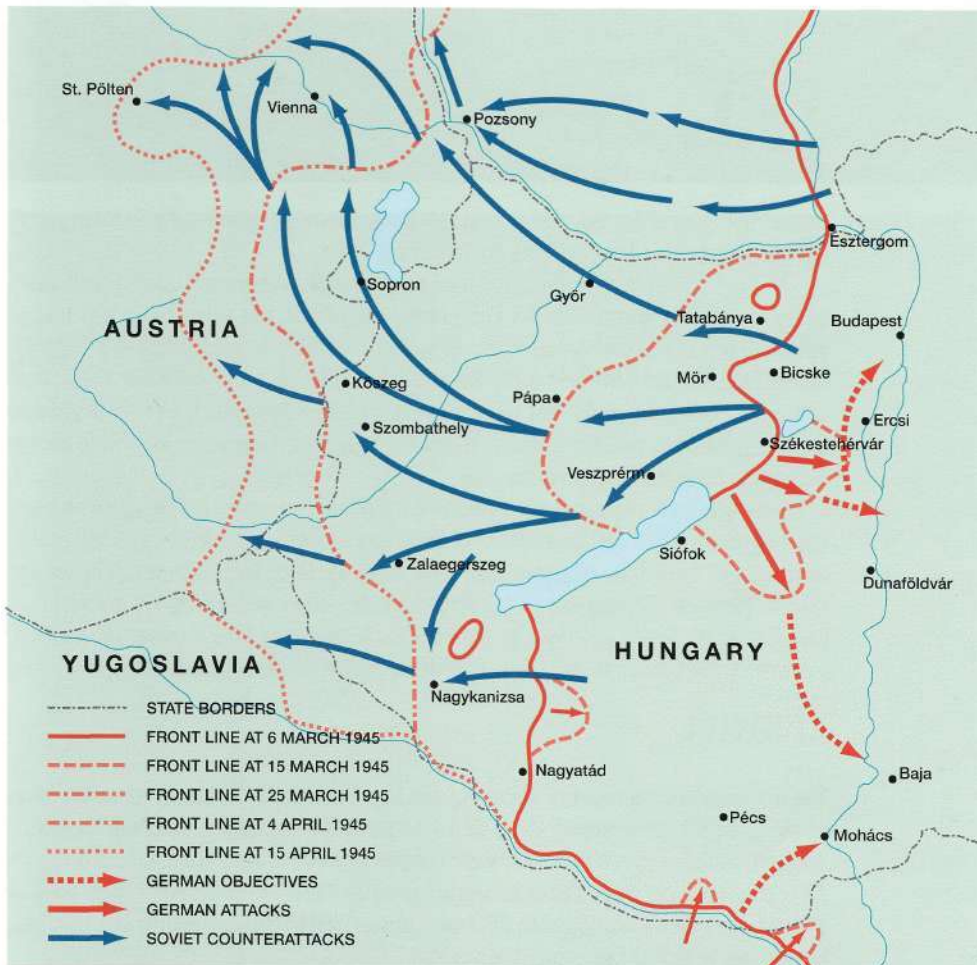 St. Pölten
Vienna
Pozsony
Esztergom
Sopron
Győr
AUSTRIA
Tatabánya
Budapest
Kőszeg
Pápa
Mór
Bicske
Szombathely
Ercsi
Székestehérvár
Veszprérm
Siófok
Zalaegerszeg
Dunaföldvár
YUGOSLAVIA
HUNGARY
Nagykanizsa
Nagyatád
Baja
Pécs
Mohács
STATE BORDERS
FRONT LINE AT 6 MARCH 1945
FRONT LINE AT 15 MARCH 1945
FRONT LINE AT 25 MARCH 1945
FRONT LINE AT 4 APRIL 1945
FRONT LINE AT 15 APRIL 1945
GERMAN OBJECTIVES
GERMAN ATTACKS
SOVIET COUNTERATTACKS